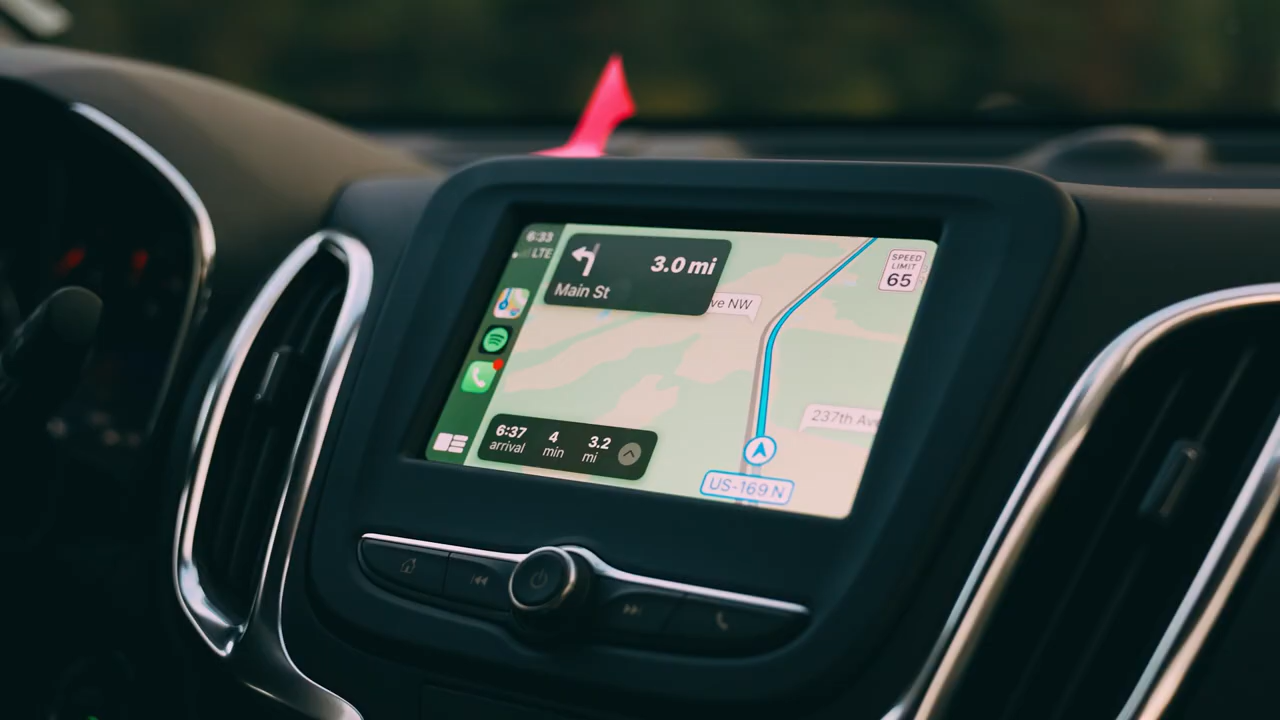 6:33
LTE
3.0 mi
Main St
ve NW
SPEED
LIMIT
65
237th Ave
6:37 4 3.2
arrival min mi
US-169 N